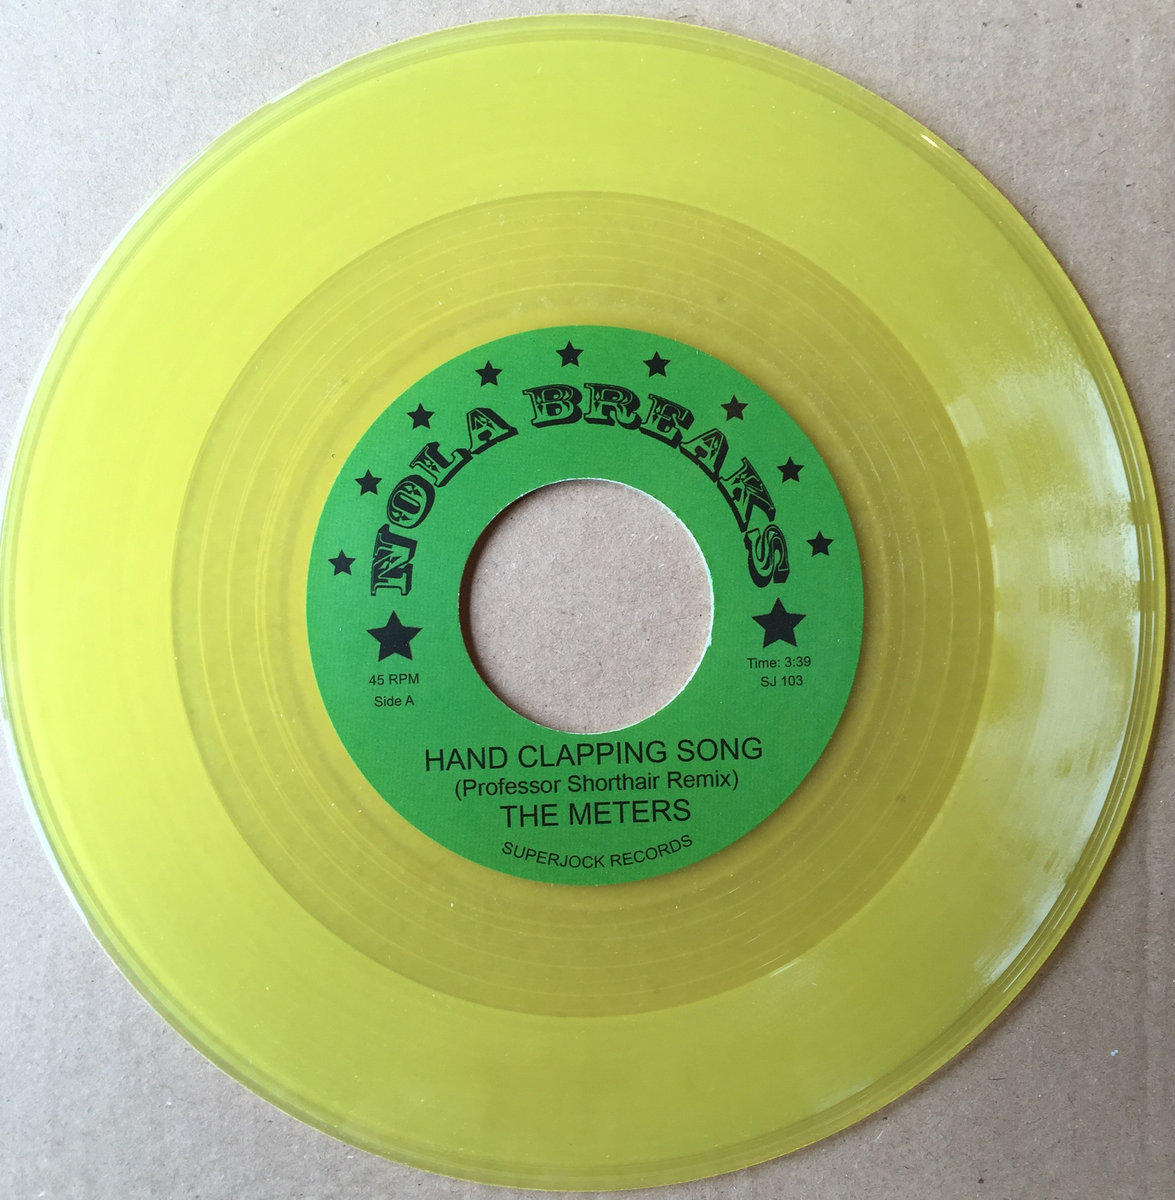 NOLA BREAKS
45 RPM
Side A
Time: 3:39
SJ 103
HAND CLAPPING SONG
(Professor Shorthair Remix)
THE METERS
SUPERJOCK RECORDS